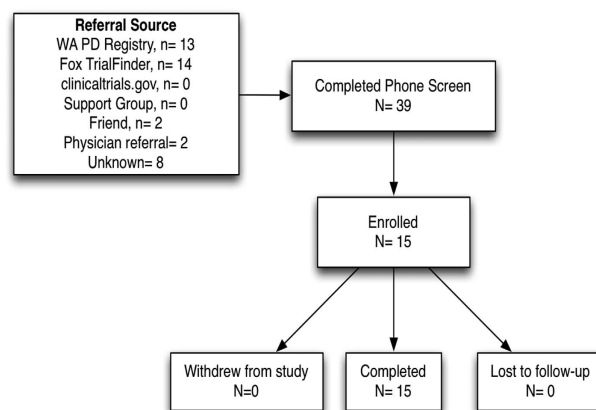 Referral Source
WA PD Registry, n= 13
Fox TrialFinder, n= 14
clinicaltrials.gov, n= 0
Support Group, n= 0
Friend, n= 2
Physician referral= 2
Unknown= 8
Completed Phone Screen
N= 39
Enrolled
N= 15
Withdrew from study
N=0
Completed
N= 15
Lost to follow-up
N= 0